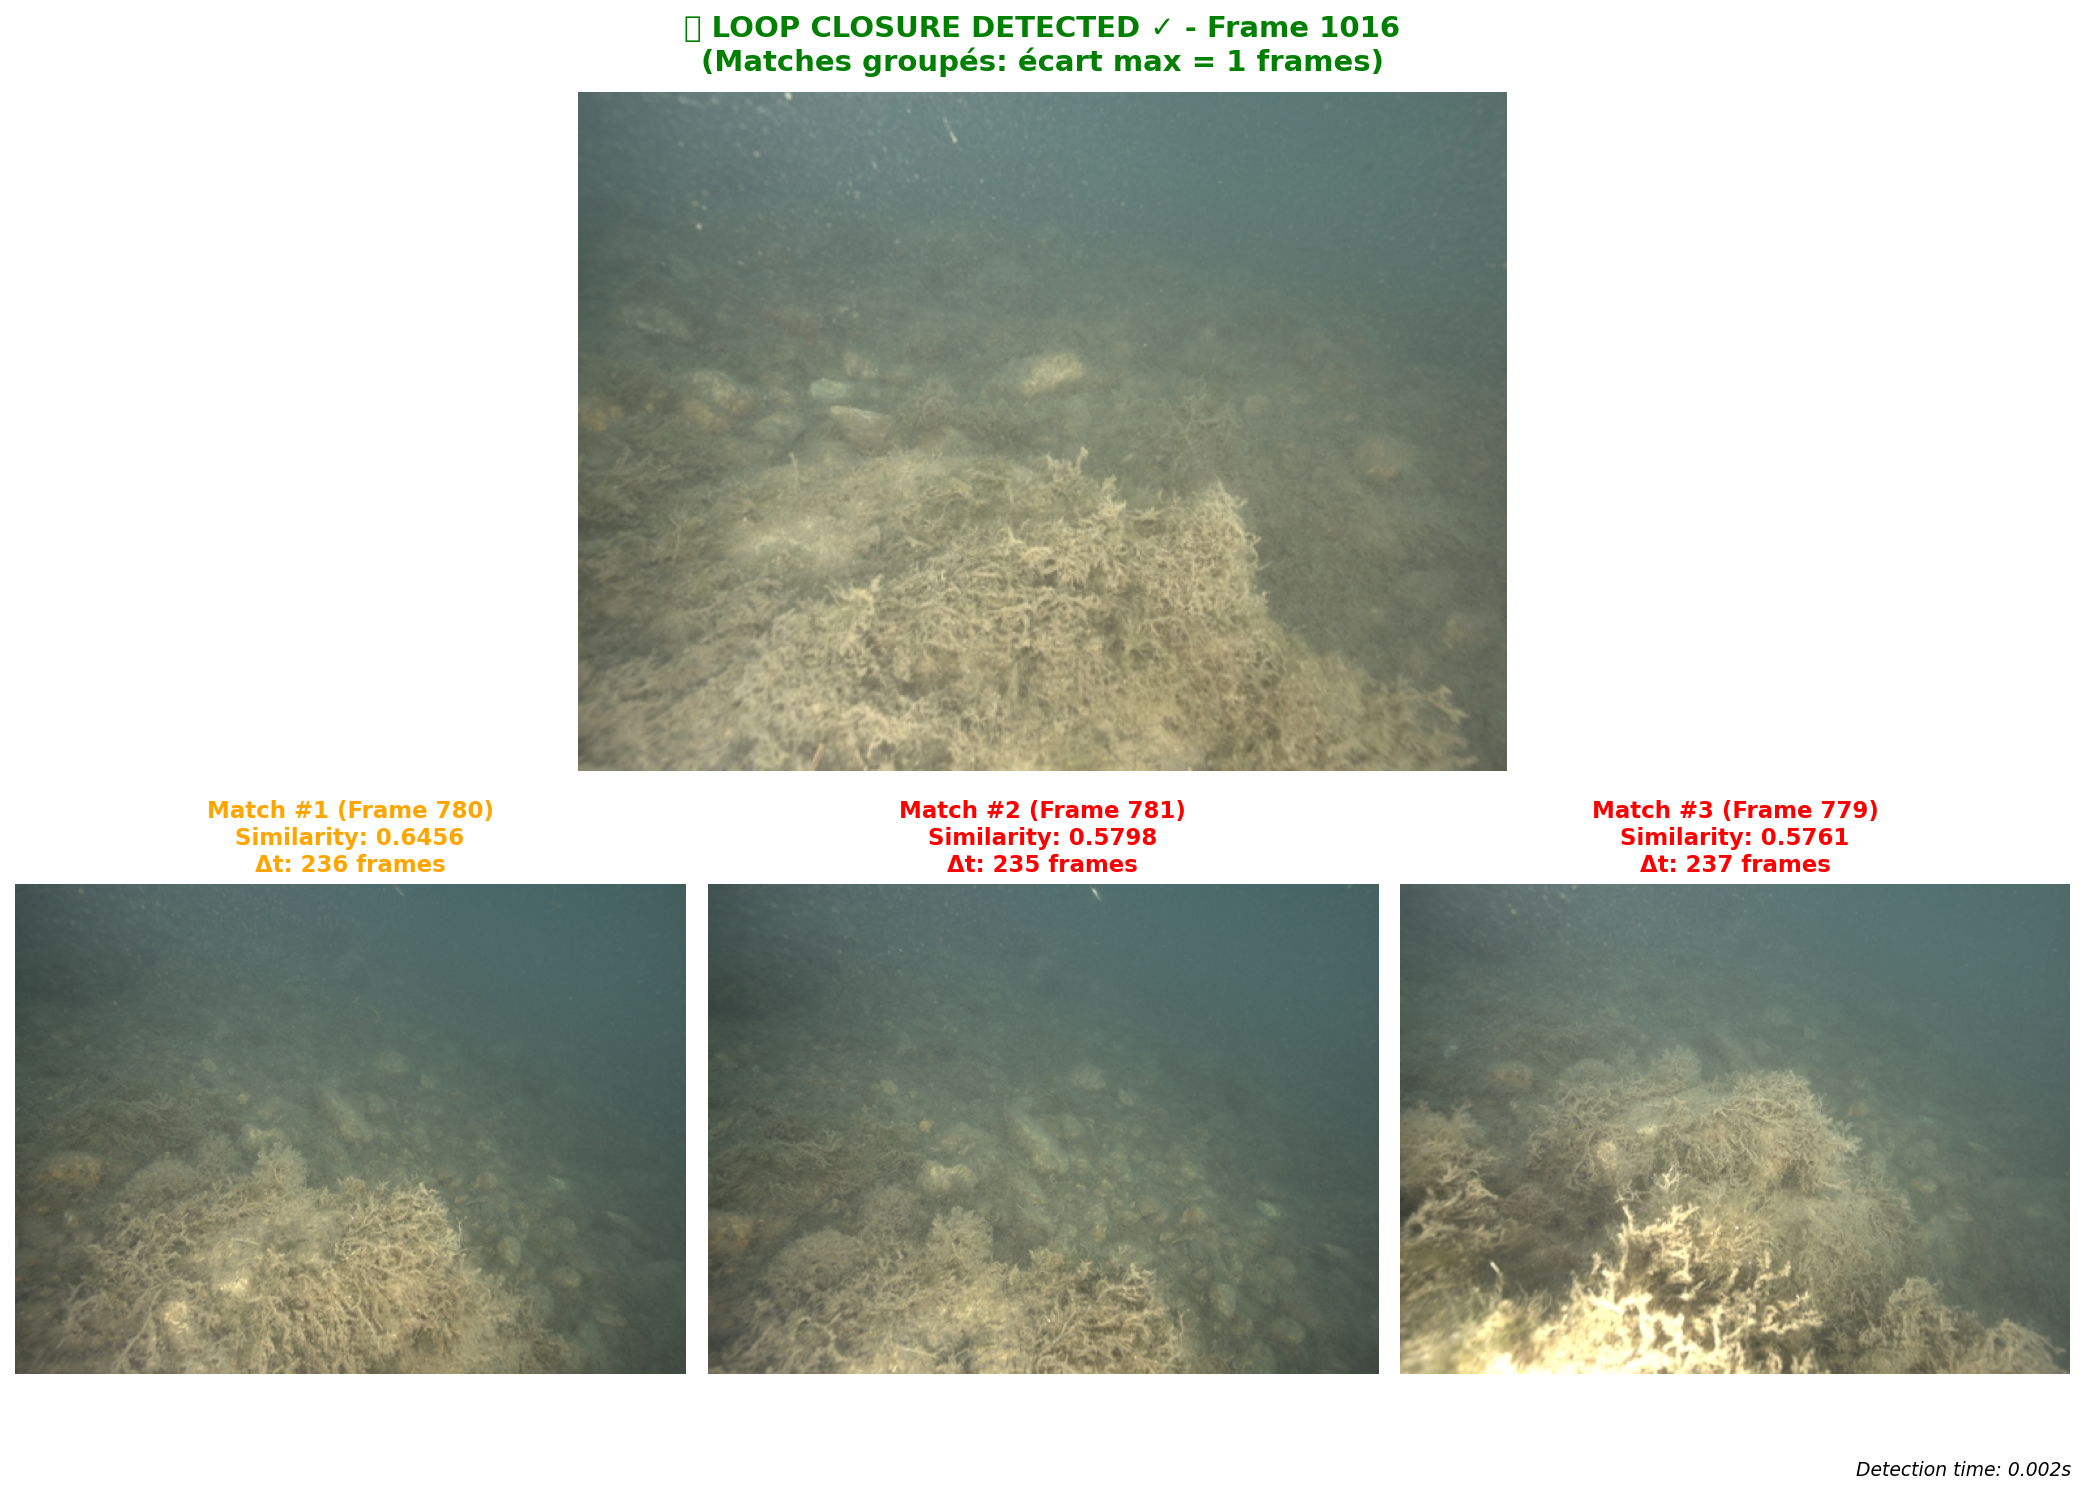 LOOP CLOSURE DETECTED ✓ - Frame 1016
(Matches groupés: écart max = 1 frames)
Match #1 (Frame 780)
Similarity: 0.6456
Δt: 236 frames
Match #2 (Frame 781)
Similarity: 0.5798
Δt: 235 frames
Match #3 (Frame 779)
Similarity: 0.5761
Δt: 237 frames
Detection time: 0.002s